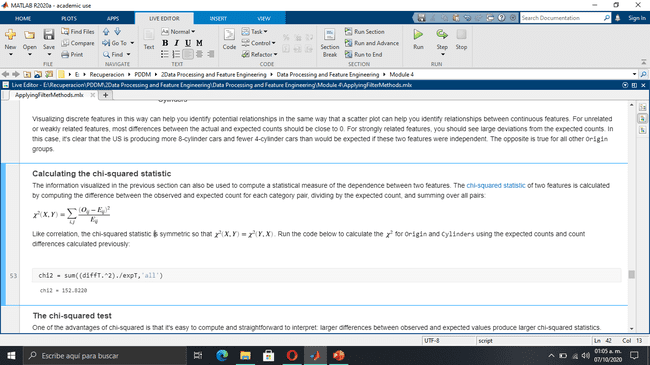 MATLAB R2020a - academic use
HOME PLOTS APPS LIVE EDITOR INSERT VIEW Search Documentation Sign In
New Open Save Find Files Compare Print Go To Find Text Normal B I U M Code Task Control Refactor Section Break Run Section Run and Advance Run to End Run Step Stop
FILE NAVIGATE TEXT CODE SECTION RUN
E: Recuperacion PDDM 2Data Processing and Feature Engineering Data Processing and Feature Engineering Module 4
Live Editor - E:\Recuperacion\PDDM\2Data Processing and Feature Engineering\Data Processing and Feature Engineering\Module 4\ApplyingFilterMethods.mlx
ApplyingFilterMethods.mlx × +
Cylinders
Visualizing discrete features in this way can help you identify potential relationships in the same way that a scatter plot can help you identify relationships between continuous features. For unrelated
or weakly related features, most differences between the actual and expected counts should be close to 0. For strongly related features, you should see large deviations from the expected counts. In
this case, it's clear that the US is producing more 8-cylinder cars and fewer 4-cylinder cars than would be expected if these two features were independent. The opposite is true for all other Origin
groups.
Calculating the chi-squared statistic
The information visualized in the previous section can also be used to compute a statistical measure of the dependence between two features. The chi-squared statistic of two features is calculated
by computing the difference between the observed and expected count for each category pair, dividing by the expected count, and summing over all pairs:
χ²(X, Y) = ∑i,j (Oij − Eij)² / Eij
Like correlation, the chi-squared statistic is symmetric so that χ²(X, Y) = χ²(Y, X). Run the code below to calculate the χ² for Origin and Cylinders using the expected counts and count
differences calculated previously:
53 chi2 = sum((diffT.^2)./expT,'all')
chi2 = 152.8220
The chi-squared test
One of the advantages of chi-squared is that it's easy to compute and straightforward to interpret: larger differences between observed and expected values produce larger chi-squared statistics.
UTF-8 script Ln 42 Col 13
Escribe aquí para buscar
01:05 a. m.
07/10/2020